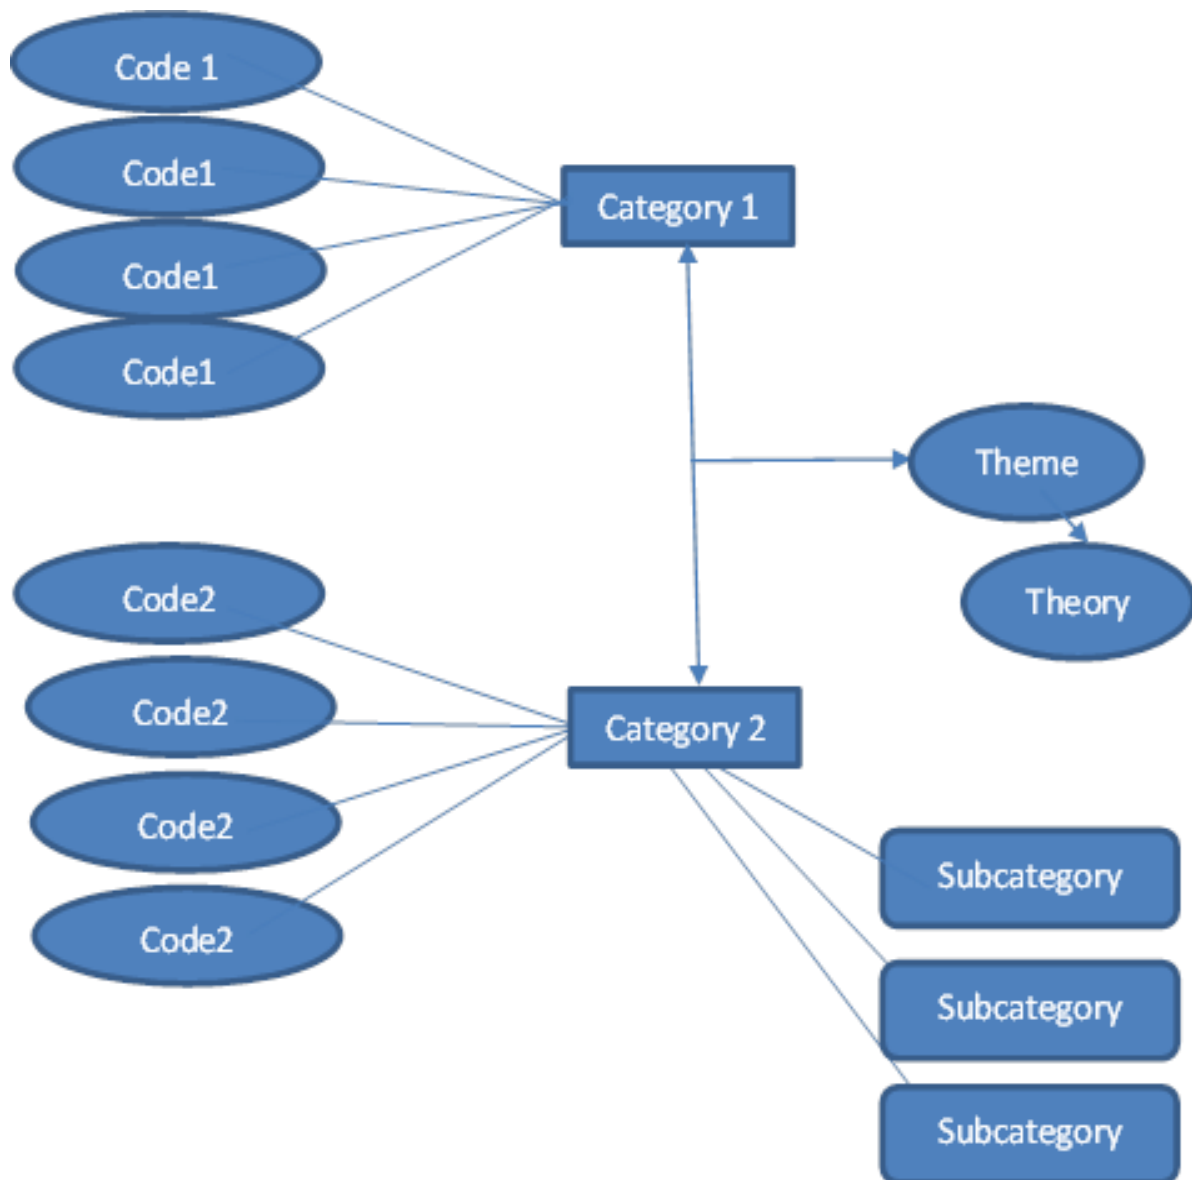 Code 1
Code1
Category 1
Code1
Code1
Theme
Code2
Theory
Code2
Category 2
Code2
Subcategory
Code2
Subcategory
Subcategory